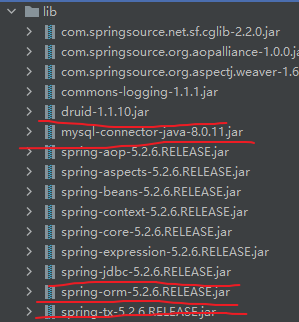 lib
com.springsource.net.sf.cglib-2.2.0.jar
com.springsource.org.aopalliance-1.0.0.ja
com.springsource.org.aspectj.weaver-1.6
commons-logging-1.1.1.jar
druid-1.1.10.jar
mysql-connector-java-8.0.11.jar
spring-aop-5.2.6.RELEASE.jar
spring-aspects-5.2.6.RELEASE.jar
spring-beans-5.2.6.RELEASE.jar
spring-context-5.2.6.RELEASE.jar
spring-core-5.2.6.RELEASE.jar
spring-expression-5.2.6.RELEASE.jar
spring-jdbc-5.2.6.RELEASE.jar
spring-orm-5.2.6.RELEASE.jar
spring-tx-5.2.6.RELEASE.jar